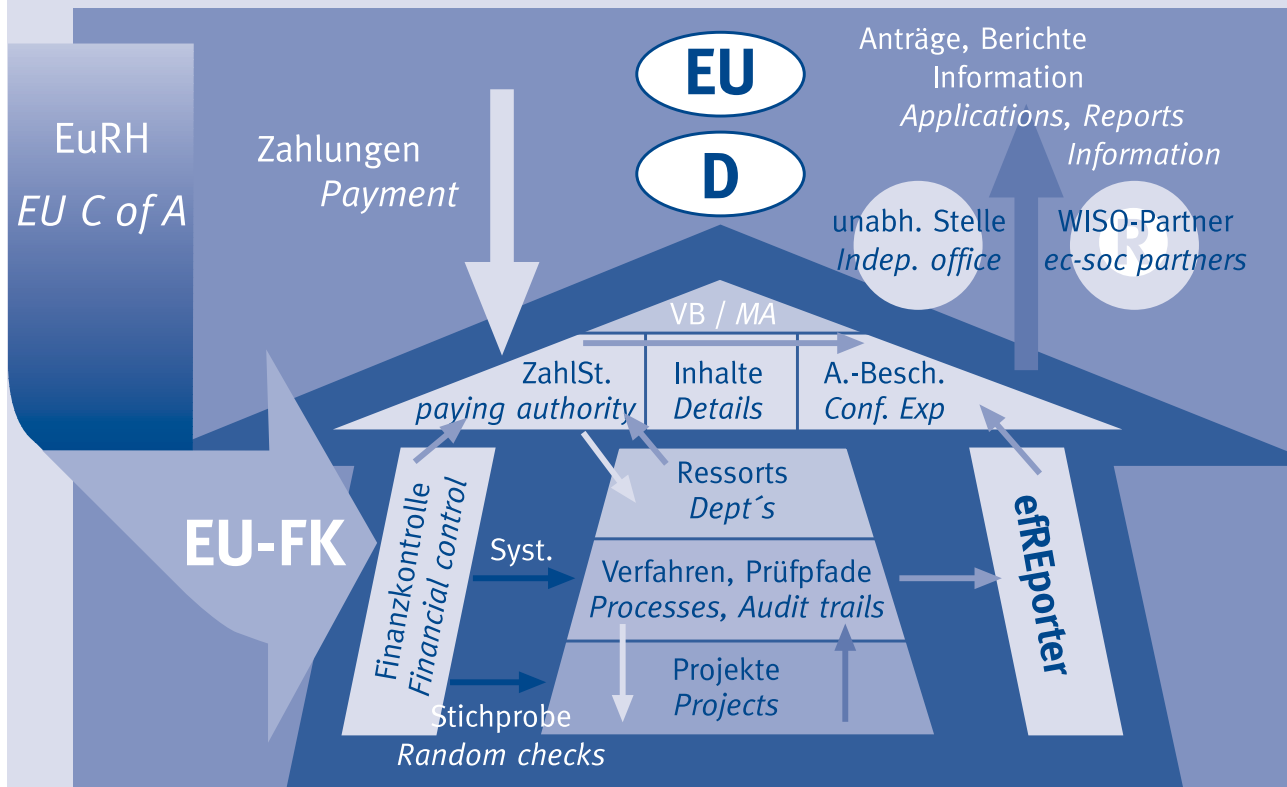 EuRH
EU C of A
Zahlungen
Payment
EU
D
Anträge, Berichte
Information
Applications, Reports
Information
unabh. Stelle
Indep. office
WISO-Partner
ec-soc partners
R
VB / MA
ZahlSt.
paying authority
Inhalte
Details
A.-Besch.
Conf. Exp
EU-FK
Finanzkontrolle
Financial control
Syst.
Stichprobe
Random checks
Ressorts
Dept´s
Verfahren, Prüfpfade
Processes, Audit trails
Projekte
Projects
efREporter